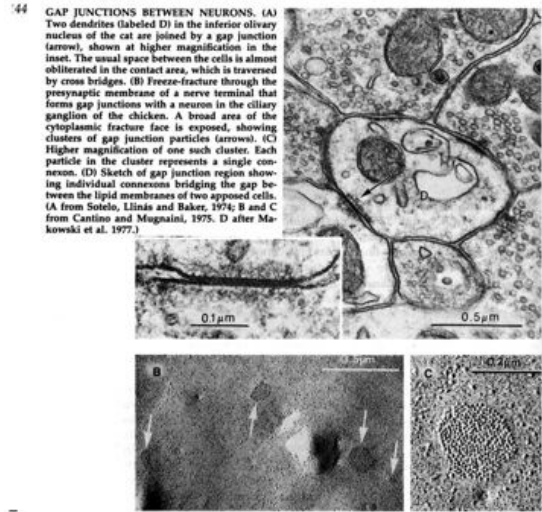 44
GAP JUNCTIONS BETWEEN NEURONS. (A)
Two dendrites (labeled D) in the inferior olivary
nucleus of the cat are joined by a gap junction
(arrow), shown at higher magnification in the
inset. The usual space between the cells is almost
obliterated in the contact area, which is traversed
by cross bridges. (B) Freeze-fracture through the
presynaptic membrane of a nerve terminal that
forms gap junctions with a neuron in the ciliary
ganglion of the chicken. A broad area of the
cytoplasmic fracture face is exposed, showing
clusters of gap junction particles (arrows). (C)
Higher magnification of one such cluster. Each
particle in the cluster represents a single con-
nexon. (D) Sketch of gap junction region show-
ing individual connexons bridging the gap be-
tween the lipid membranes of two apposed cells.
(A from Sotelo, Llinás and Baker, 1974; B and C
from Cantino and Mugnaini, 1975. D after Ma-
kowski et al. 1977.)
D
0.1μm
0.5μm
B
C